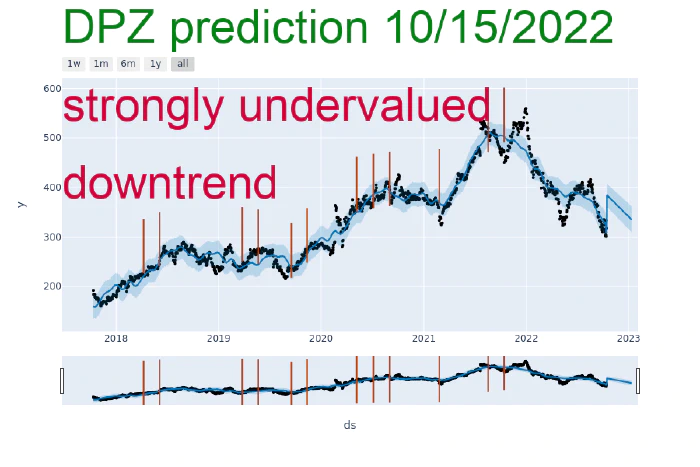 DPZ prediction 10/15/2022
1w 1m 6m 1y all
600
strongly undervalued
500
downtrend
400
y
300
200
2018 2019 2020 2021 2022 2023
ds